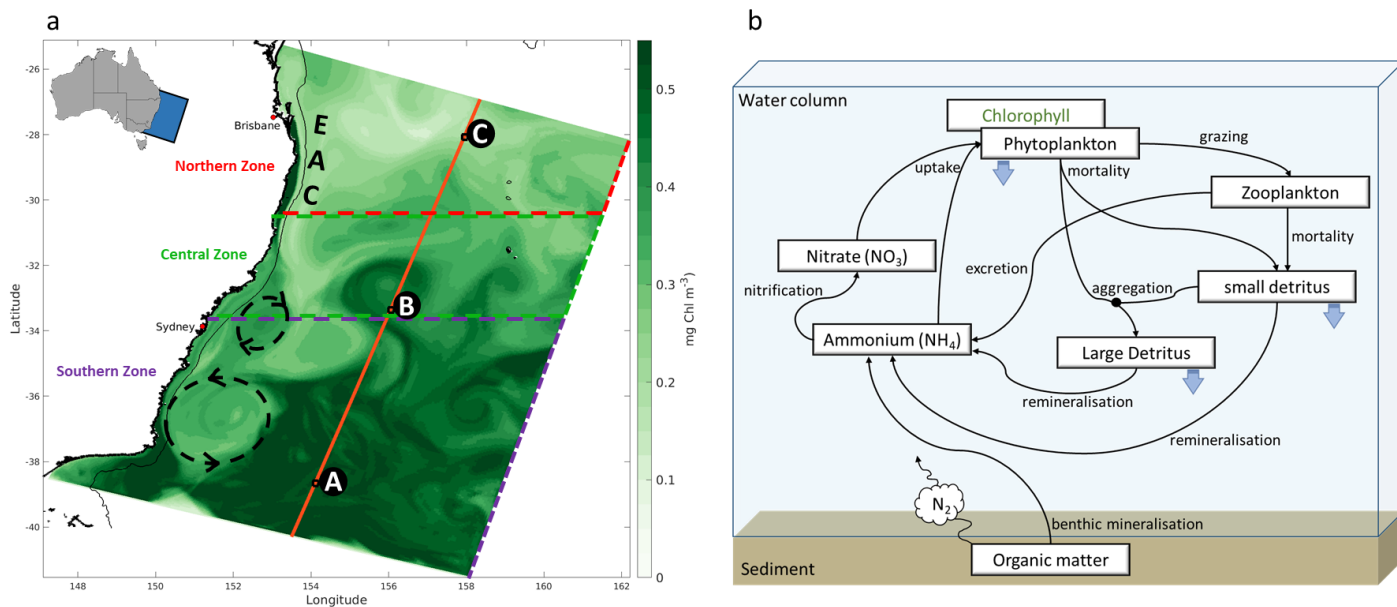 a
-26
-28
-30
-32
-34
-36
-38
-40
Latitude
148
150
152
154
156
158
160
162
Longitude
Brisbane
Northern Zone
Central Zone
Sydney
Southern Zone
E
A
C
C
B
A
0.5
0.4
0.3
0.2
0.1
0
mg Chl m-3
b
Water column
Chlorophyll
Phytoplankton
grazing
uptake
mortality
Zooplankton
Nitrate (NO3)
excretion
mortality
nitrification
aggregation
small detritus
Ammonium (NH4)
Large Detritus
remineralisation
remineralisation
N2
benthic mineralisation
Organic matter
Sediment